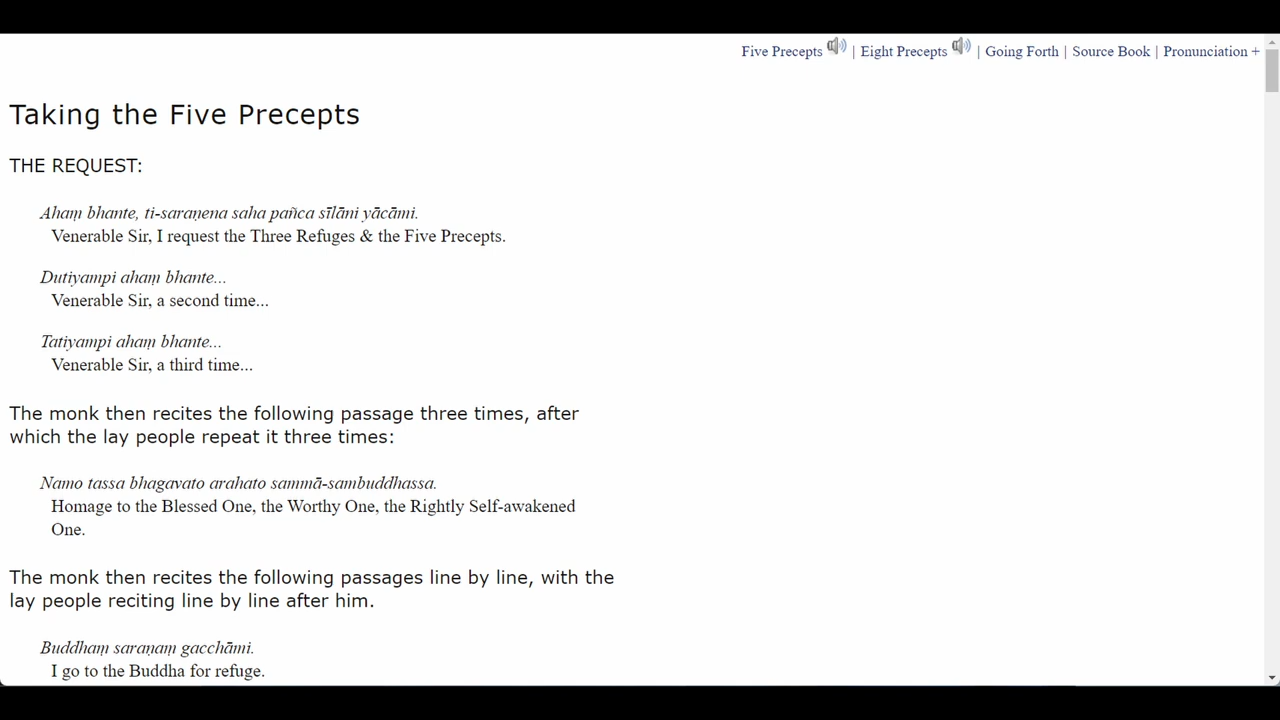 Five Precepts | Eight Precepts | Going Forth | Source Book | Pronunciation +
Taking the Five Precepts
THE REQUEST:
Ahaṃ bhante, ti-saraṇena saha pañca sīlāni yācāmi.
Venerable Sir, I request the Three Refuges & the Five Precepts.
Dutiyampi ahaṃ bhante...
Venerable Sir, a second time...
Tatiyampi ahaṃ bhante...
Venerable Sir, a third time...
The monk then recites the following passage three times, after
which the lay people repeat it three times:
Namo tassa bhagavato arahato sammā-sambuddhassa.
Homage to the Blessed One, the Worthy One, the Rightly Self-awakened
One.
The monk then recites the following passages line by line, with the
lay people reciting line by line after him.
Buddhaṃ saraṇaṃ gacchāmi.
I go to the Buddha for refuge.